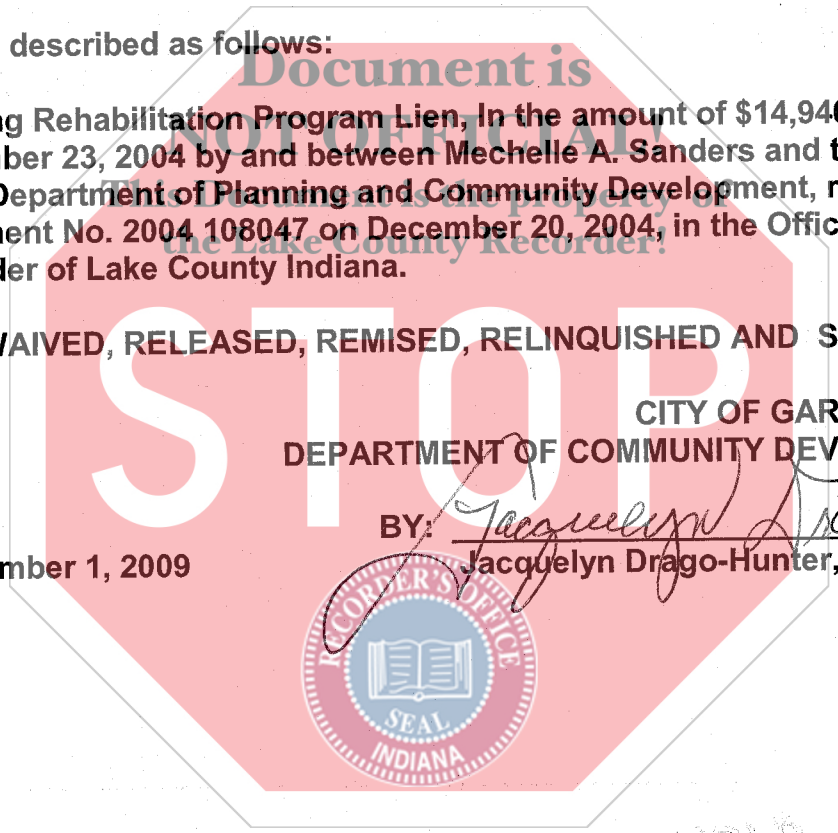 described as follows:
Document is
g Rehabilitation Program Lien, In the amount of $14,940
NOT OFFICIAL!
ber 23, 2004 by and between Mechelle A. Sanders and t
Department of Planning and Community Development, r
This Document is the property of
ent No. 2004 108047 on December 20, 2004, in the Offic
the Lake County Recorder!
der of Lake County Indiana.
WAIVED, RELEASED, REMISED, RELINQUISHED AND S
STOP
CITY OF GAR
DEPARTMENT OF COMMUNITY DEV
BY: Jacquelyn
mber 1, 2009
Jacquelyn Drago-Hunter,
RECORDER'S OFFICE
SEAL
INDIANA